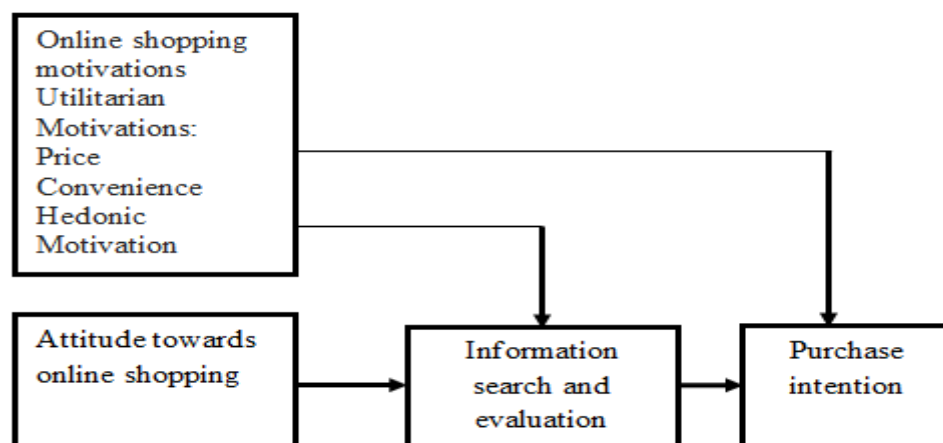 Online shopping
motivations
Utilitarian
Motivations:
Price
Convenience
Hedonic
Motivation
Attitude towards
online shopping
Information
search and
evaluation
Purchase
intention